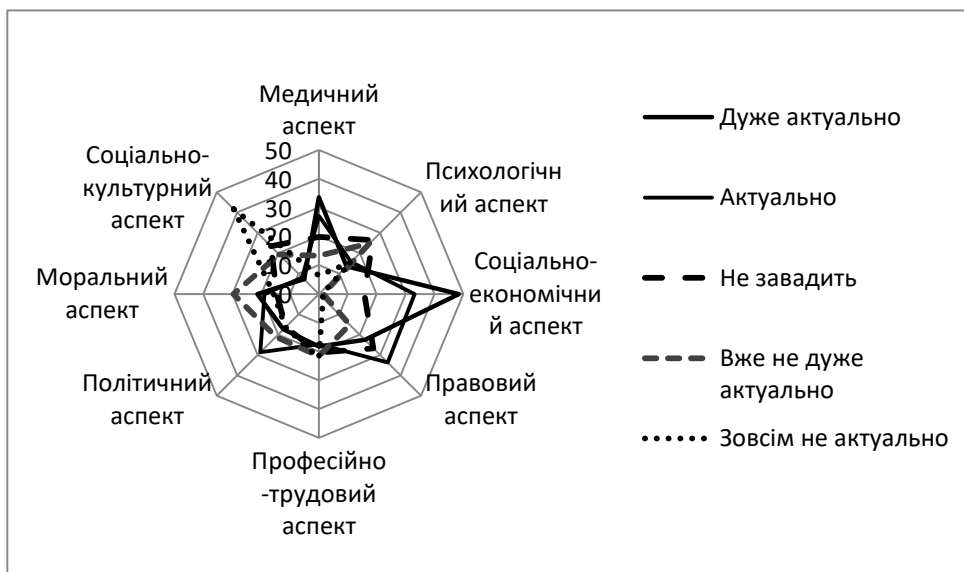 Медичний
аспект
Психологічн
ий аспект
Соціально-
економічни
й аспект
Правовий
аспект
Професійно
-трудовий
аспект
Політичний
аспект
Моральний
аспект
Соціально-
культурний
аспект
50
40
30
20
10
0
Дуже актуально
Актуально
Не завадить
Вже не дуже
актуально
Зовсім не актуально